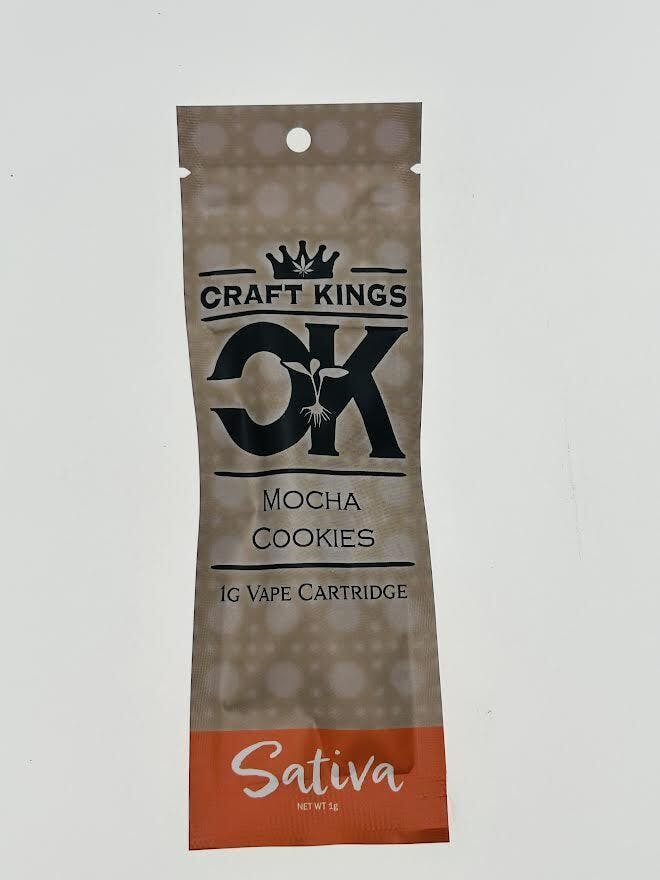 CRAFT KINGS
CK
MOCHA
COOKIES
1G VAPE CARTRIDGE
Sativa
NET WT 1g